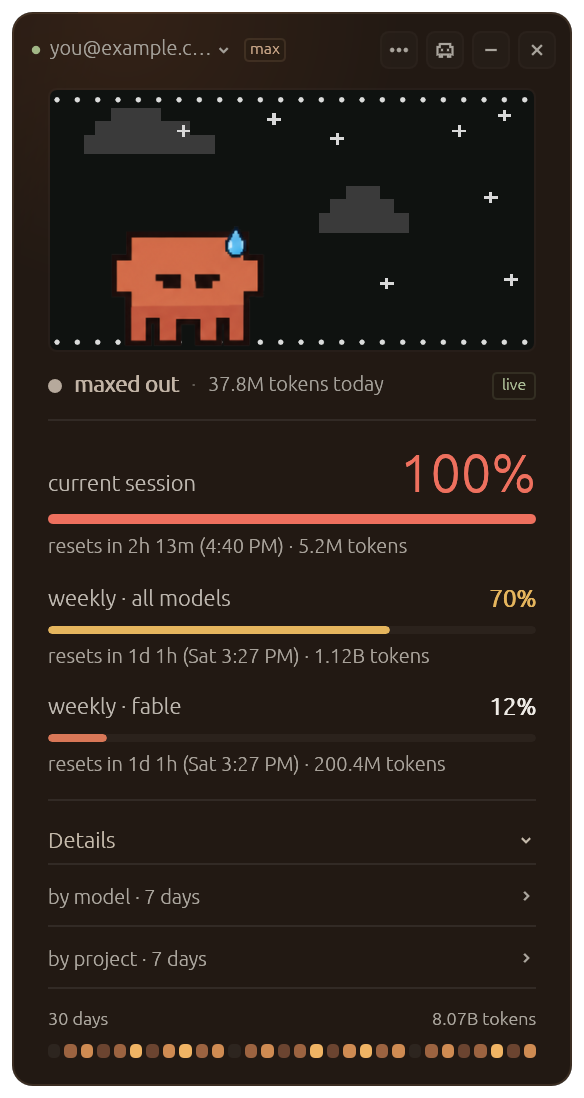 you@example.c... max
maxed out · 37.8M tokens today live
current session 100%
resets in 2h 13m (4:40 PM) · 5.2M tokens
weekly · all models 70%
resets in 1d 1h (Sat 3:27 PM) · 1.12B tokens
weekly · fable 12%
resets in 1d 1h (Sat 3:27 PM) · 200.4M tokens
Details
by model · 7 days
by project · 7 days
30 days 8.07B tokens